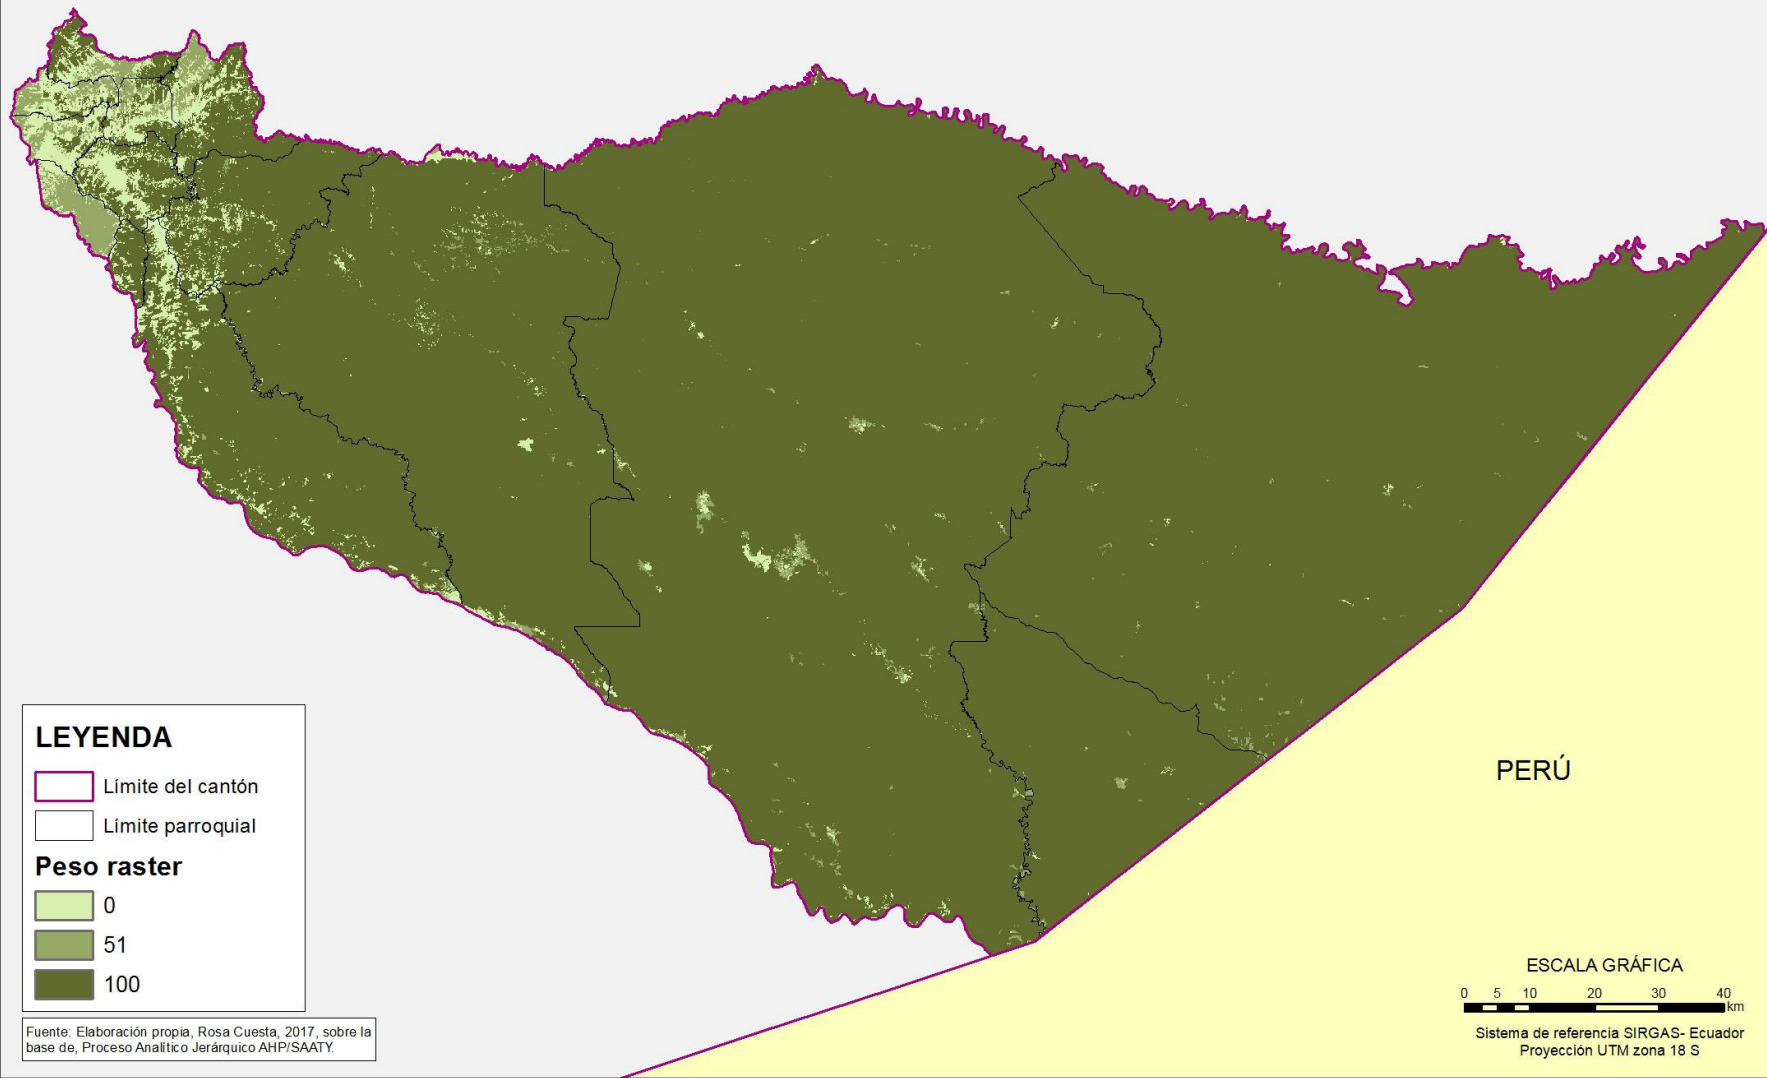 LEYENDA
Límite del cantón
Límite parroquial
Peso raster
0
51
100
Fuente: Elaboración propia, Rosa Cuesta, 2017, sobre la
base de, Proceso Analítico Jerárquico AHP/SAATY.
PERÚ
ESCALA GRÁFICA
0 5 10 20 30 40
km
Sistema de referencia SIRGAS- Ecuador
Proyección UTM zona 18 S